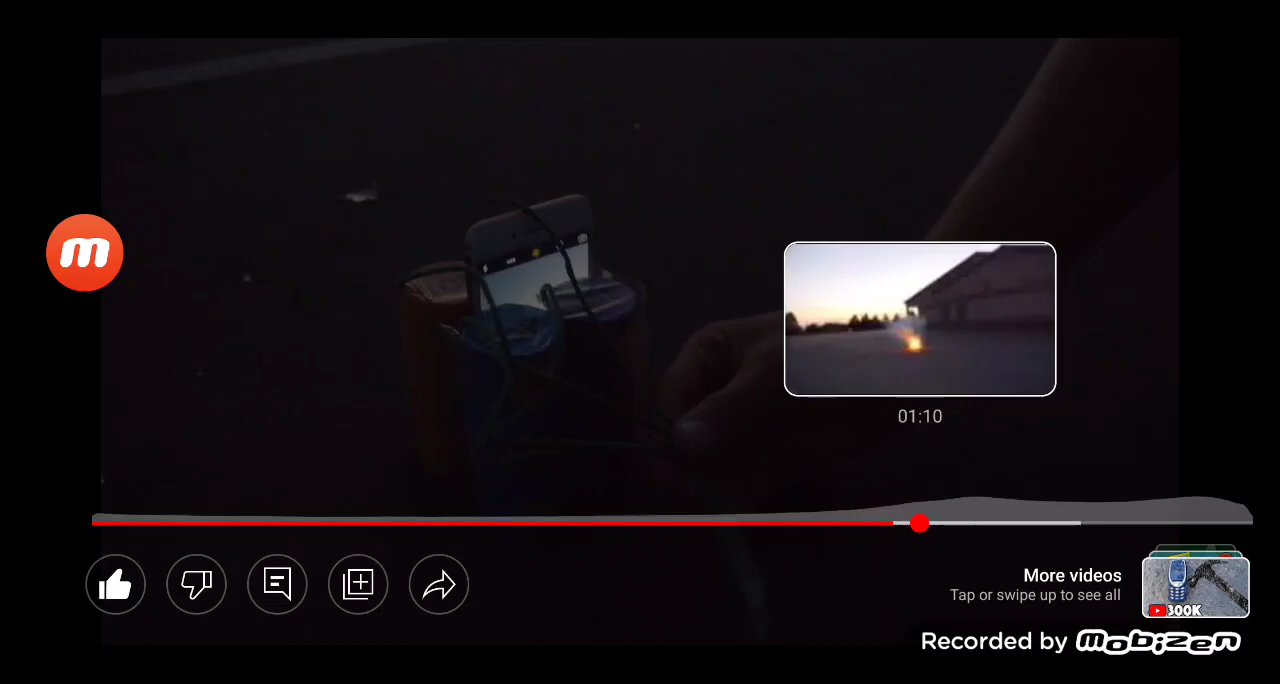 m
01:10
More videos
Tap or swipe up to see all
300K
Recorded by mobizen